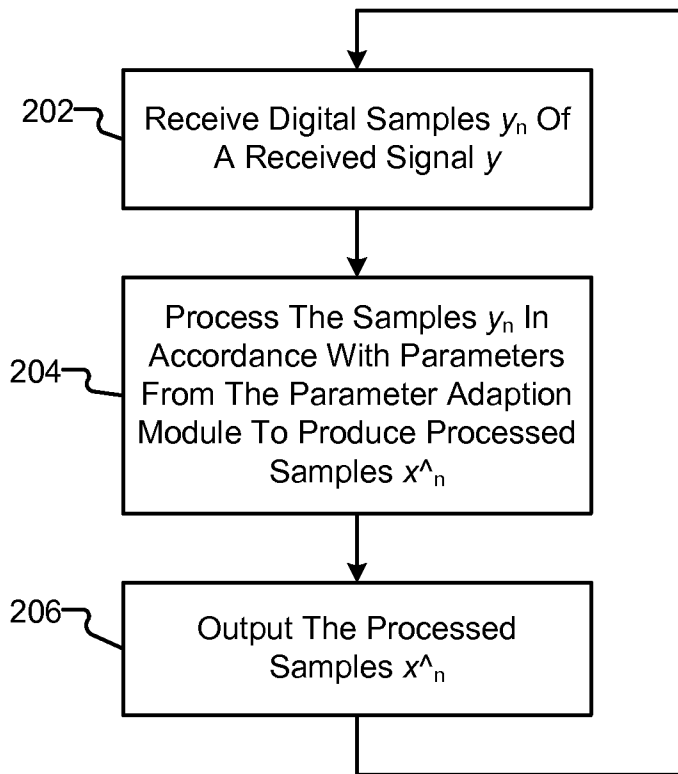 202
Receive Digital Samples yₙ Of
A Received Signal y
204
Process The Samples yₙ In
Accordance With Parameters
From The Parameter Adaption
Module To Produce Processed
Samples x^ₙ
206
Output The Processed
Samples x^ₙ